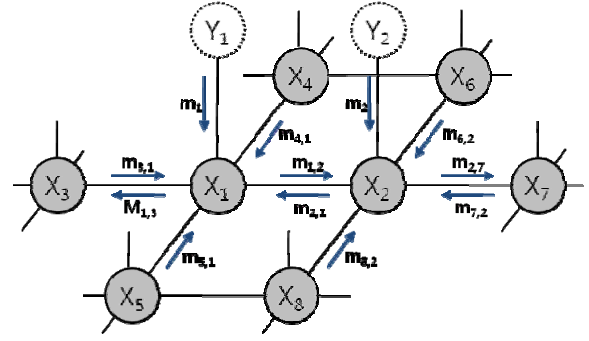 Y1 Y2
X4 X6
m1 m4,1 m2 m6,2
m3,1 m1,2 m2,7
X3 X1 X2 X7
M1,3 m2,1 m7,2
m5,1 m8,2
X5 X8